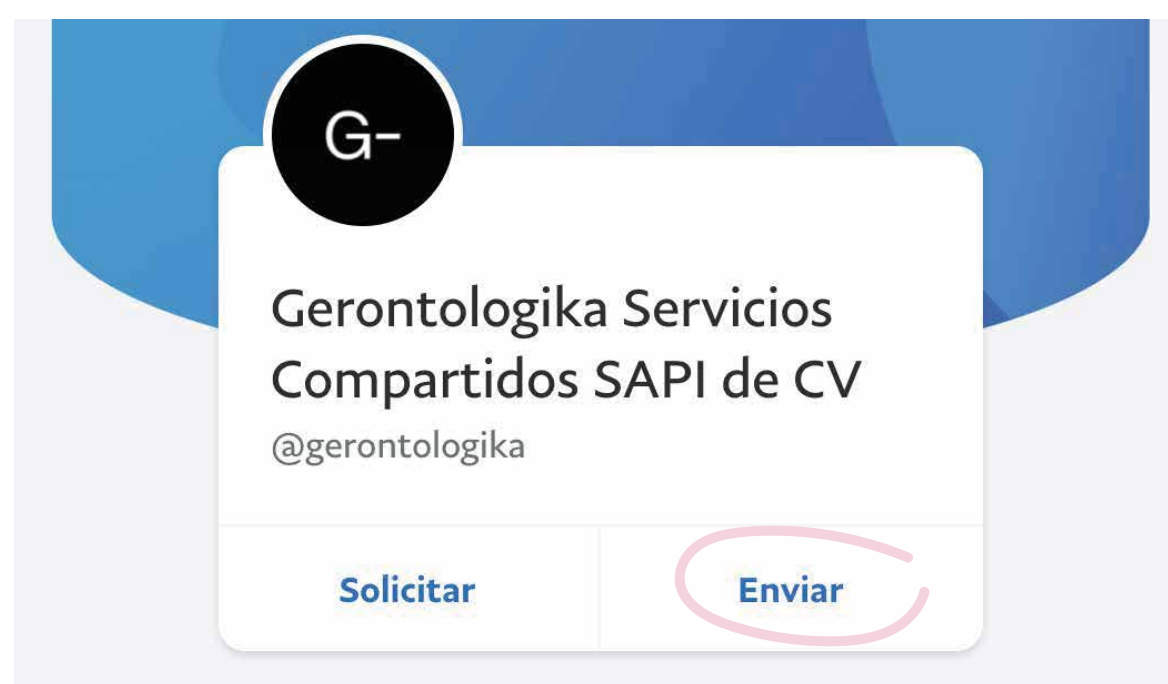 G-
Gerontologika Servicios
Compartidos SAPI de CV
@gerontologika
Solicitar
Enviar